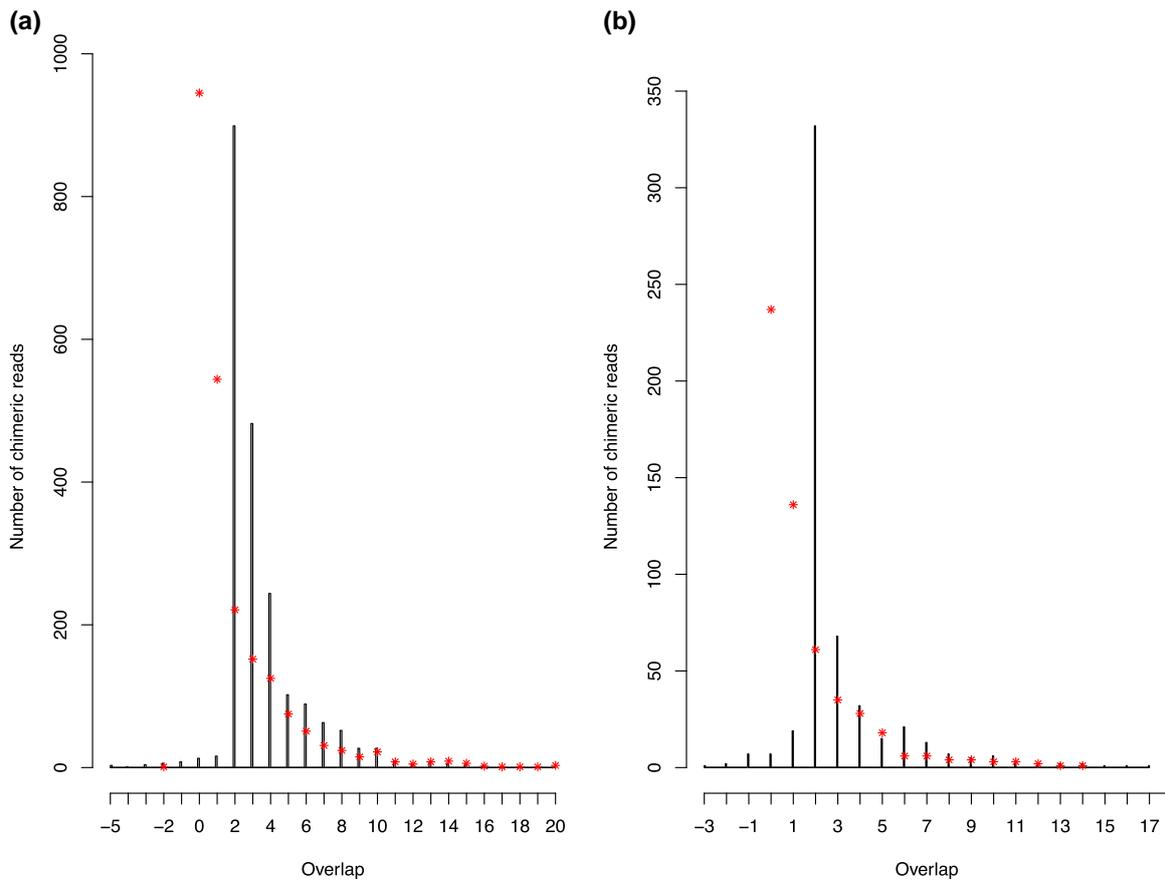 (a)
Number of chimeric reads
1000
800
600
400
200
0
−5 −2 0 2 4 6 8 10 12 14 16 18 20
Overlap
(b)
Number of chimeric reads
350
300
250
200
150
100
50
0
−3 −1 1 3 5 7 9 11 13 15 17
Overlap